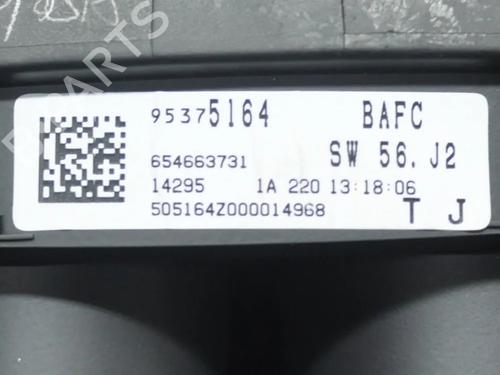 95375164 BAFC
654663731 SW 56. J2
14295 1A 220 13:18:06
505164Z000014968 T J